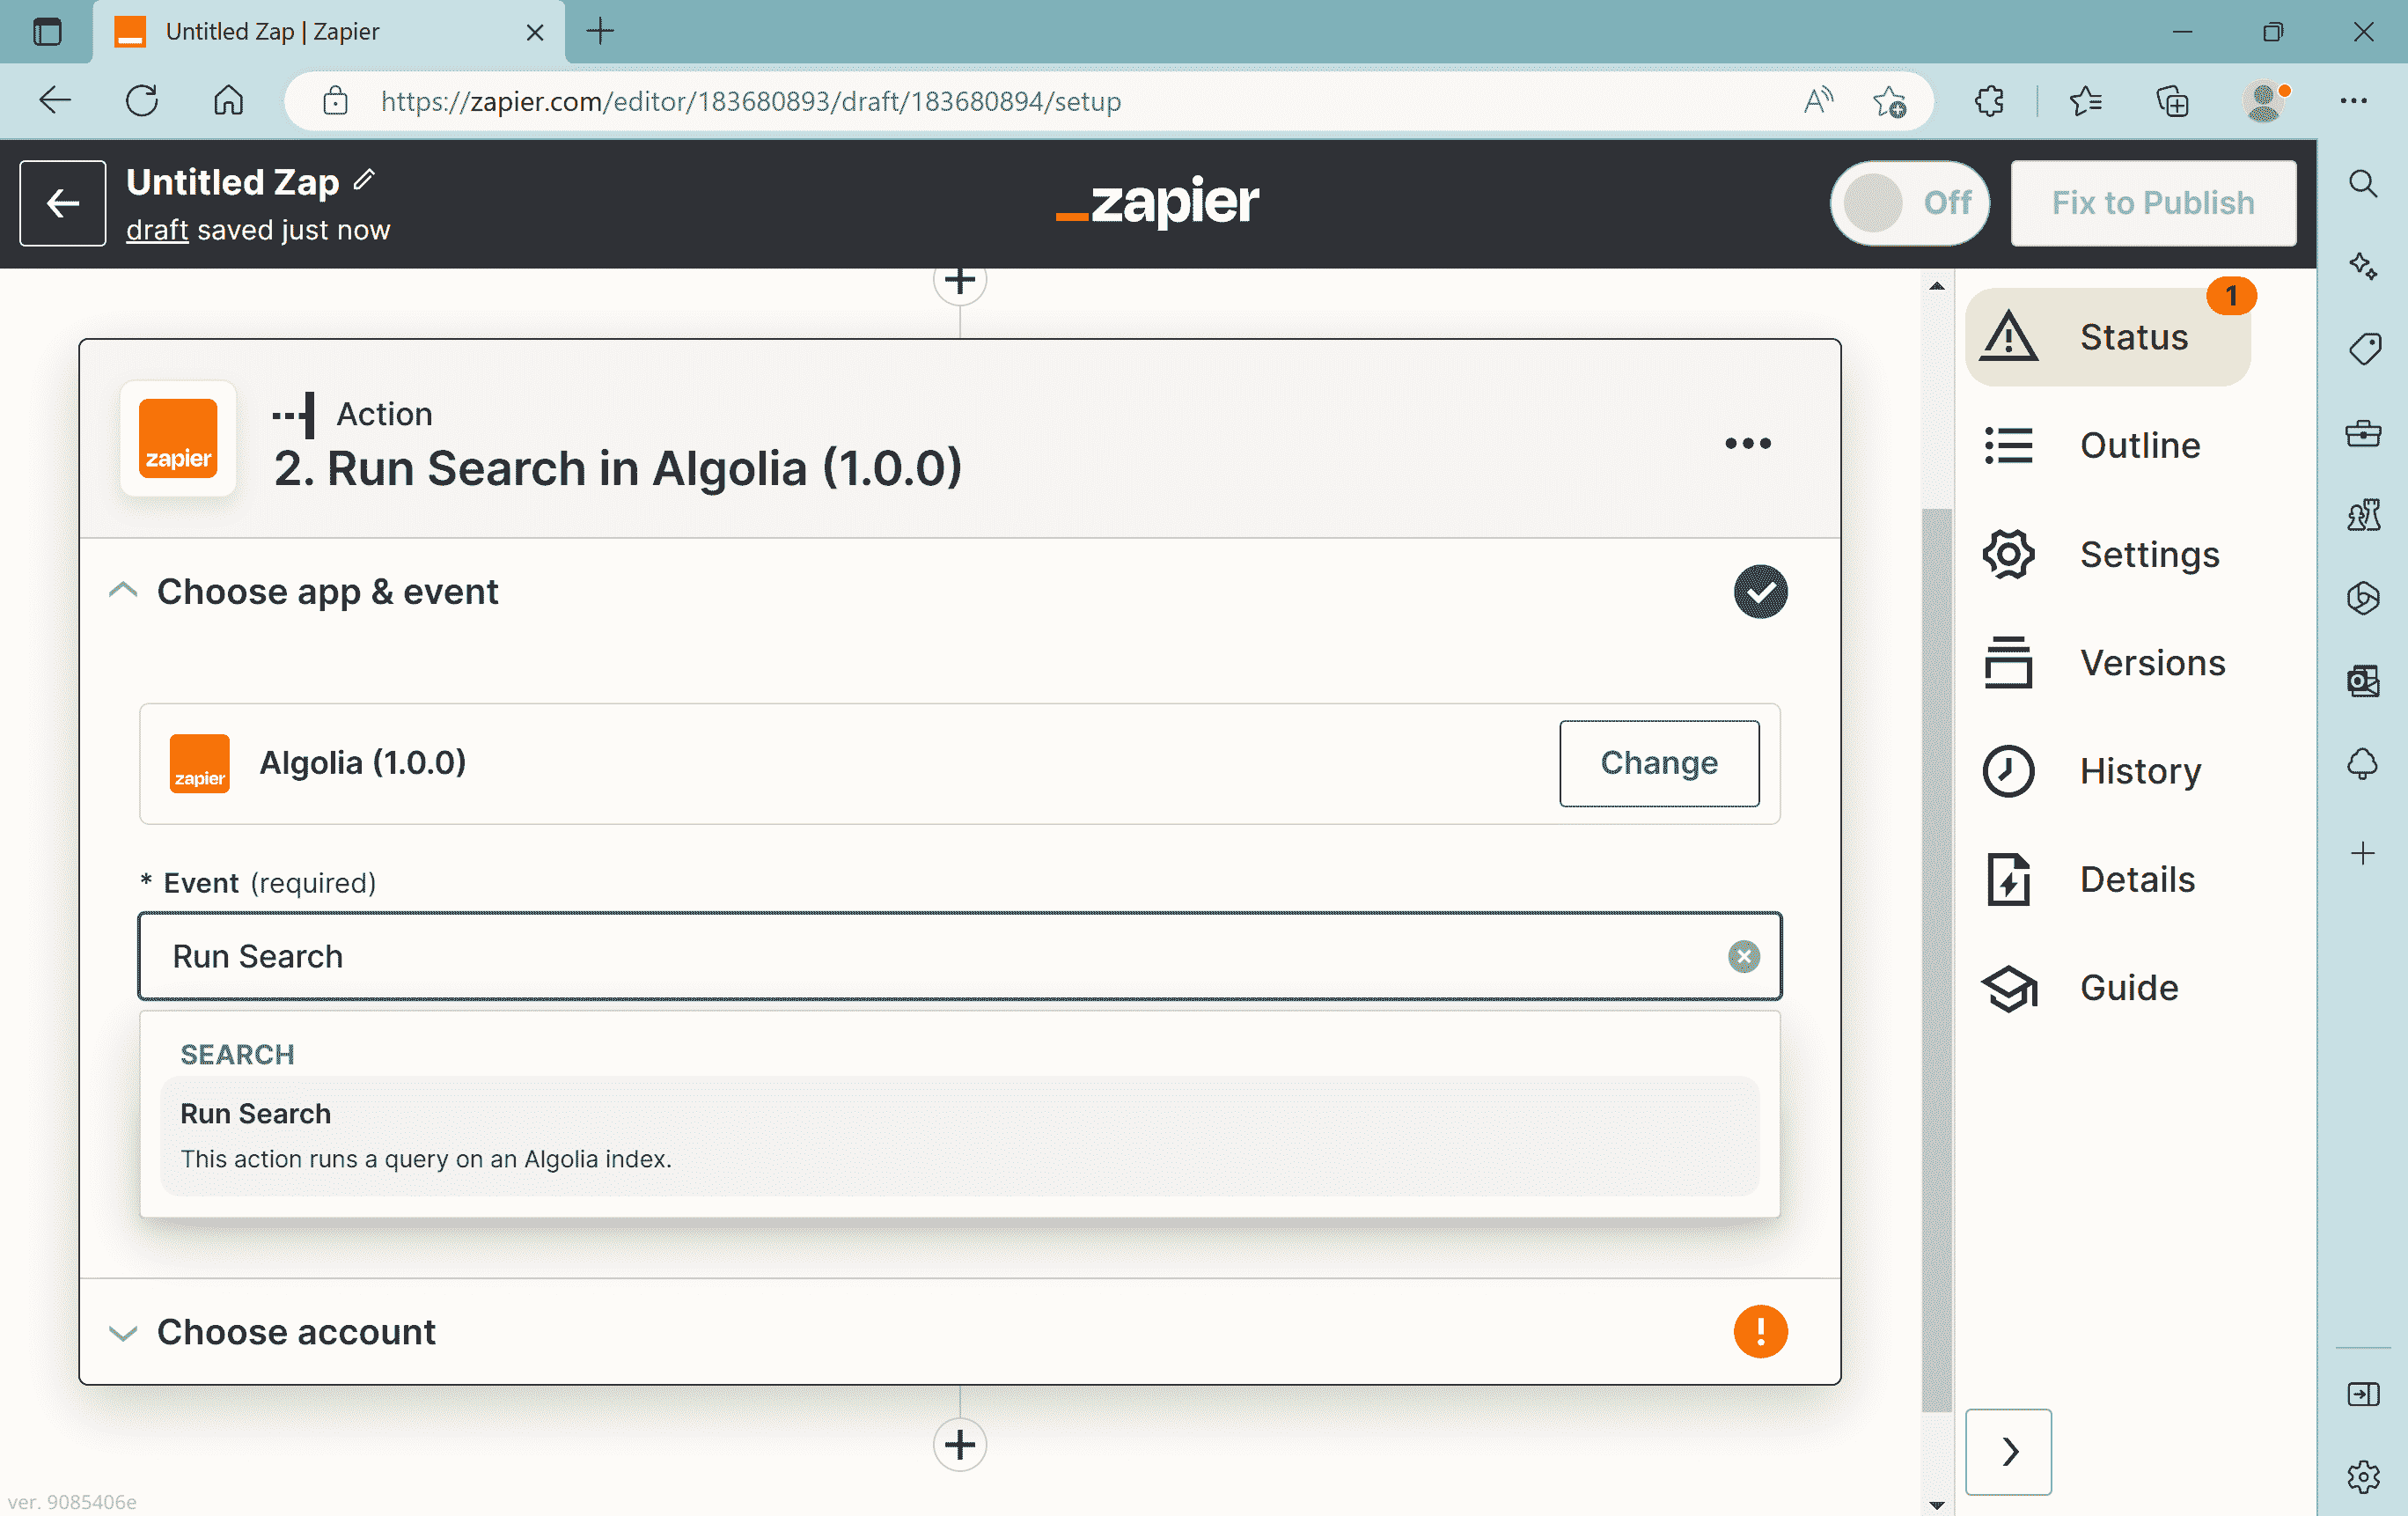 Untitled Zap | Zapier
https://zapier.com/editor/183680893/draft/183680894/setup
Untitled Zap
draft saved just now
zapier
Off
Fix to Publish
1
Status
Outline
Settings
Versions
History
Details
Guide
zapier
Action
2. Run Search in Algolia (1.0.0)
Choose app & event
zapier
Algolia (1.0.0)
Change
* Event (required)
Run Search
SEARCH
Run Search
This action runs a query on an Algolia index.
Choose account
ver. 9085406e